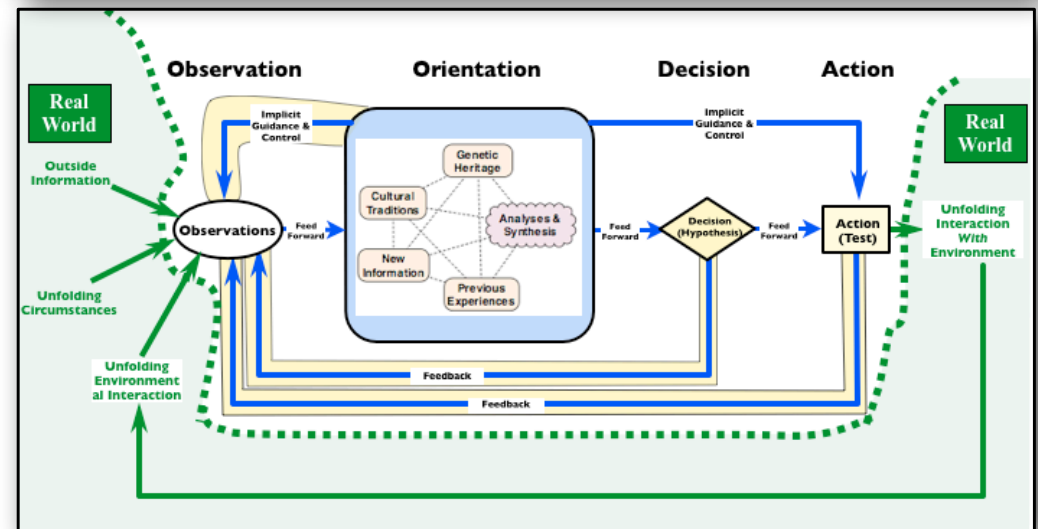 Observation
Orientation
Decision
Action
Real
World
Implicit
Guidance &
Control
Implicit
Guidance &
Control
Real
World
Outside
Information
Genetic
Heritage
Cultural
Traditions
Analyses &
Synthesis
New
Information
Previous
Experiences
Observations
Feed
Forward
Feed
Forward
Decision
(Hypothesis)
Feed
Forward
Action
(Test)
Unfolding
Interaction
With
Environment
Unfolding
Circumstances
Unfolding
Environment
al Interaction
Feedback
Feedback